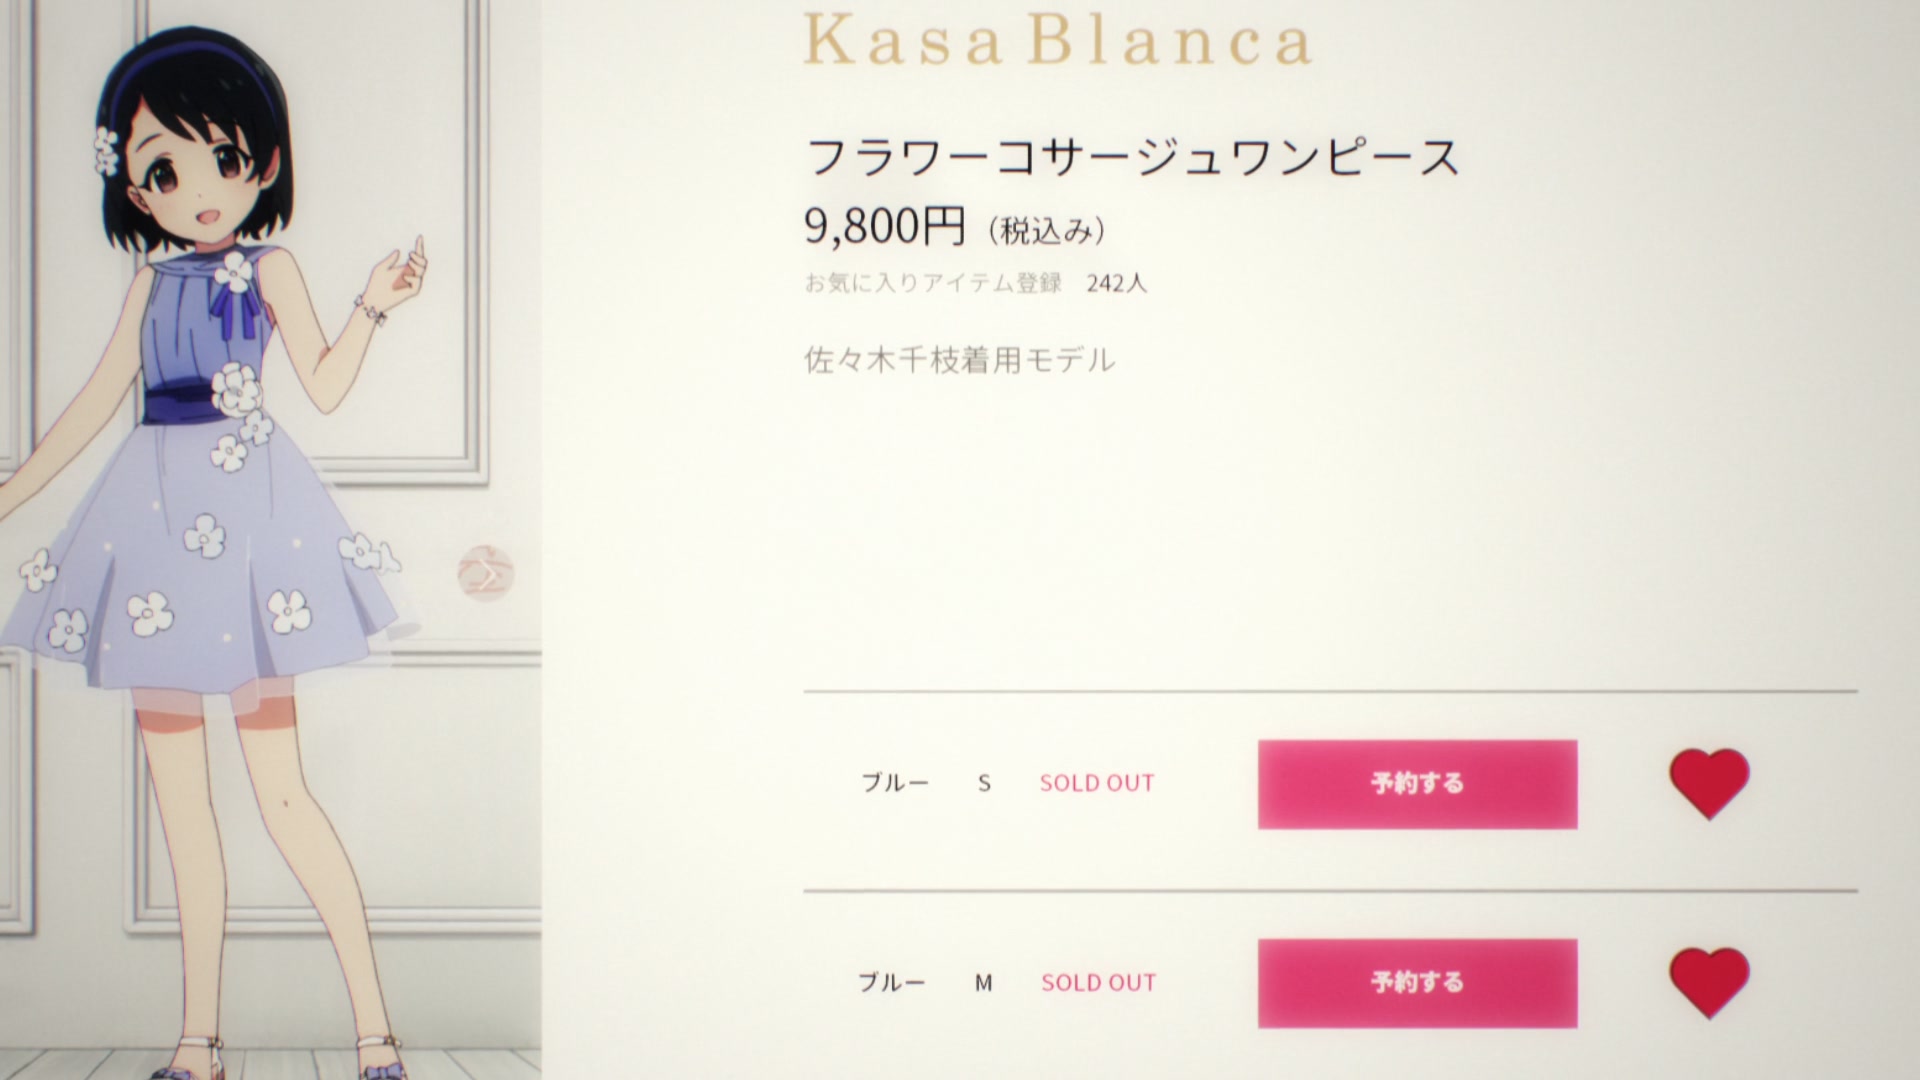 Kasa Blanca
フラワーコサージュワンピース
9,800円（税込み）
お気に入りアイテム登録　242人
佐々木千枝着用モデル
ブルー　S　SOLD OUT　予約する
ブルー　M　SOLD OUT　予約する